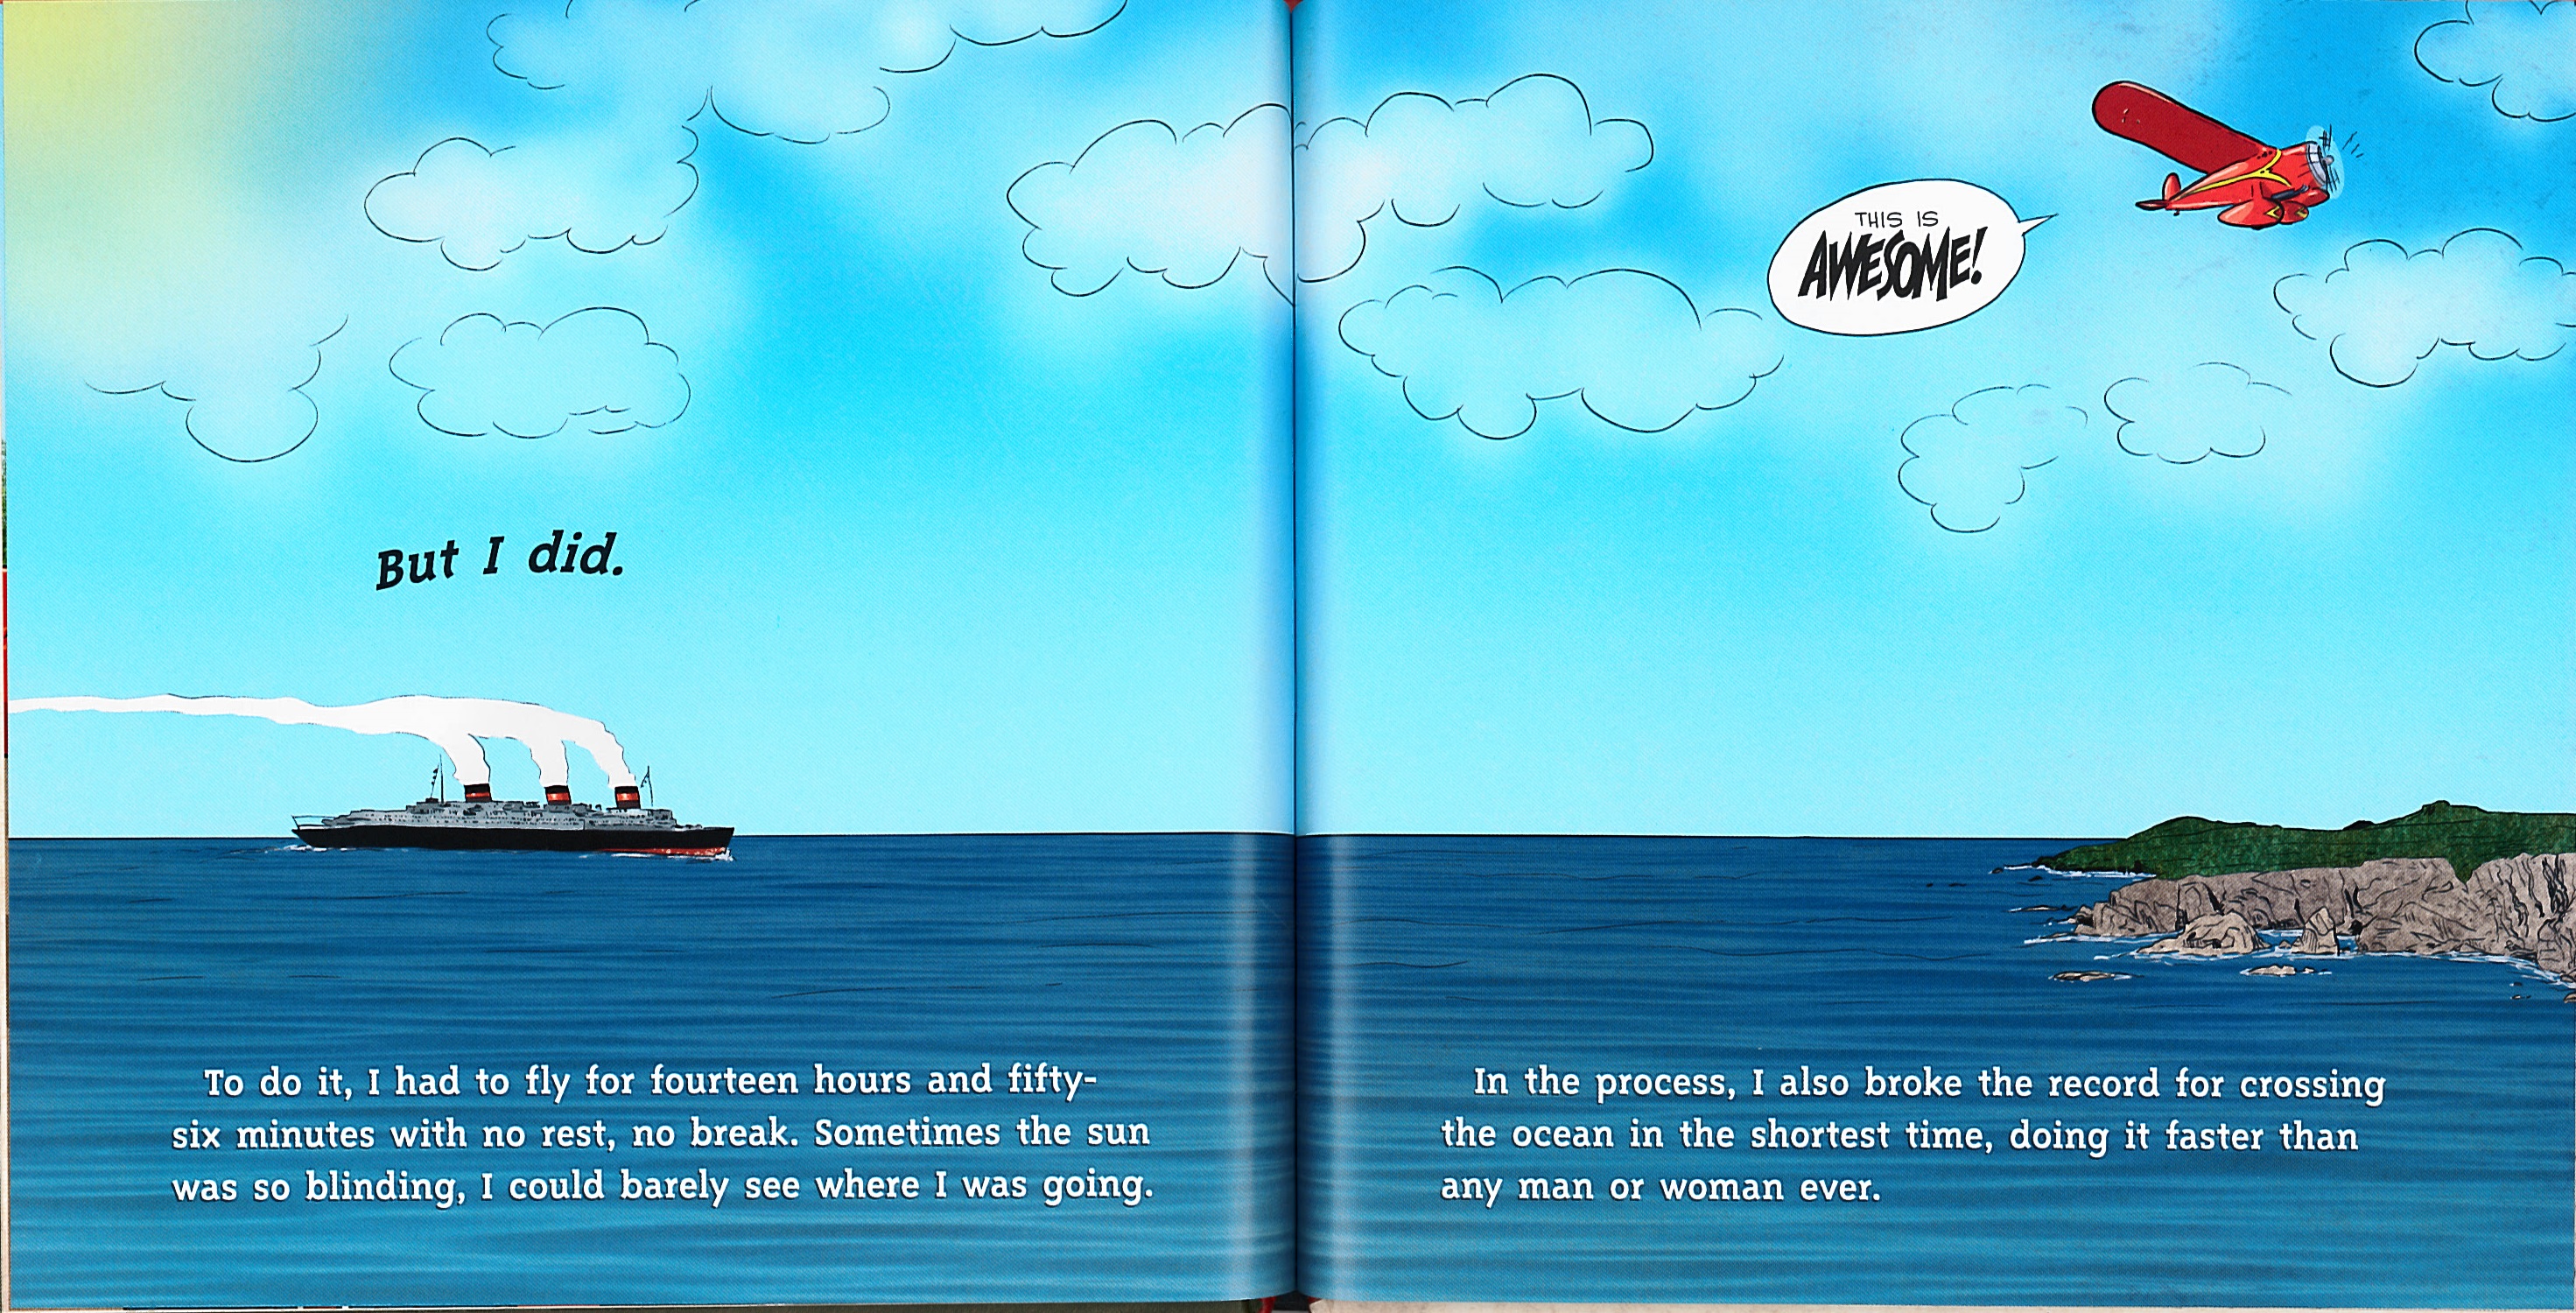 But I did.
To do it, I had to fly for fourteen hours and fifty-
six minutes with no rest, no break. Sometimes the sun
was so blinding, I could barely see where I was going.
THIS IS
AWESOME!
In the process, I also broke the record for crossing
the ocean in the shortest time, doing it faster than
any man or woman ever.